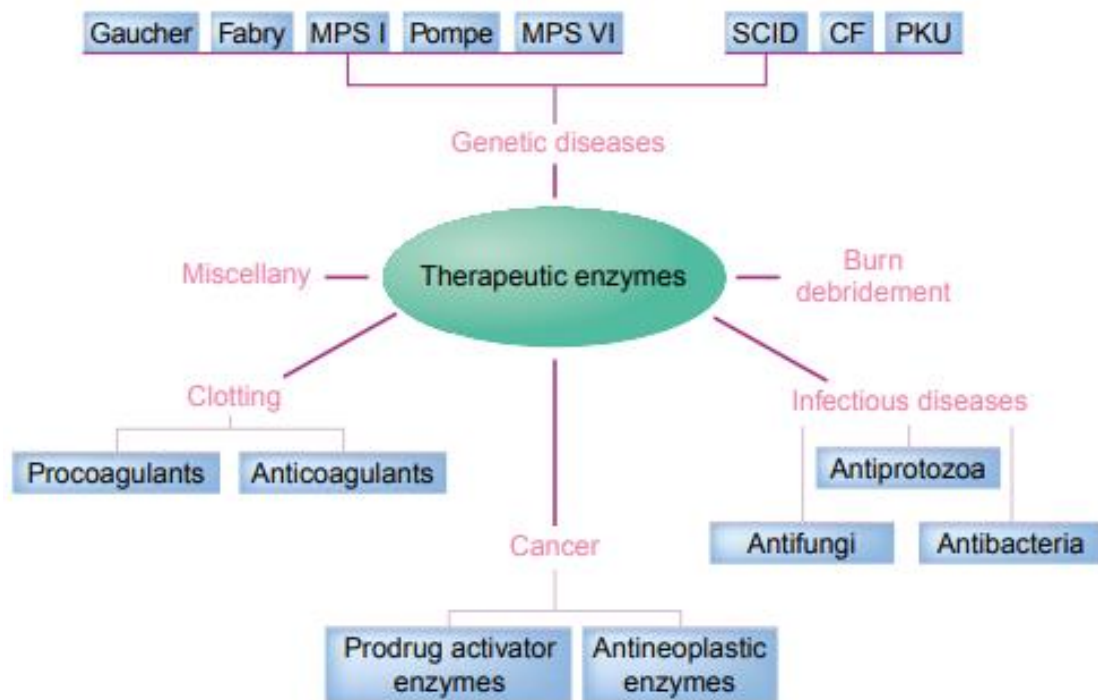 Gaucher Fabry MPS I Pompe MPS VI SCID CF PKU
Genetic diseases
Miscellany
Therapeutic enzymes
Burn
debridement
Clotting
Infectious diseases
Procoagulants Anticoagulants
Antiprotozoa
Antifungi Antibacteria
Cancer
Prodrug activator
enzymes
Antineoplastic
enzymes